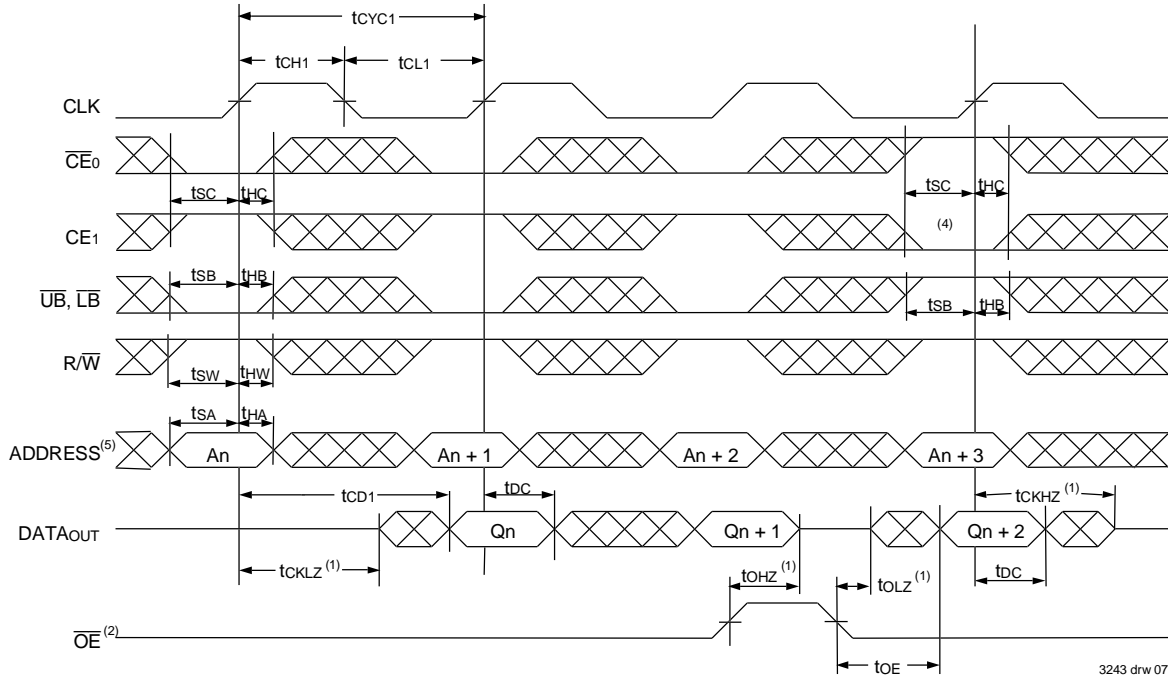 tCYC1
tCH1
tCL1
CLK
CE0
tSC
tHC
tSC
tHC
CE1
(4)
tSB
tHB
UB, LB
tSB
tHB
R/W
tSW
tHW
tSA
tHA
ADDRESS(5)
An
An + 1
An + 2
An + 3
tCD1
tDC
tCKHZ (1)
DATAOUT
Qn
Qn + 1
Qn + 2
tCKLZ (1)
tOHZ (1)
tOLZ (1)
tDC
OE (2)
tOE
3243 drw 07